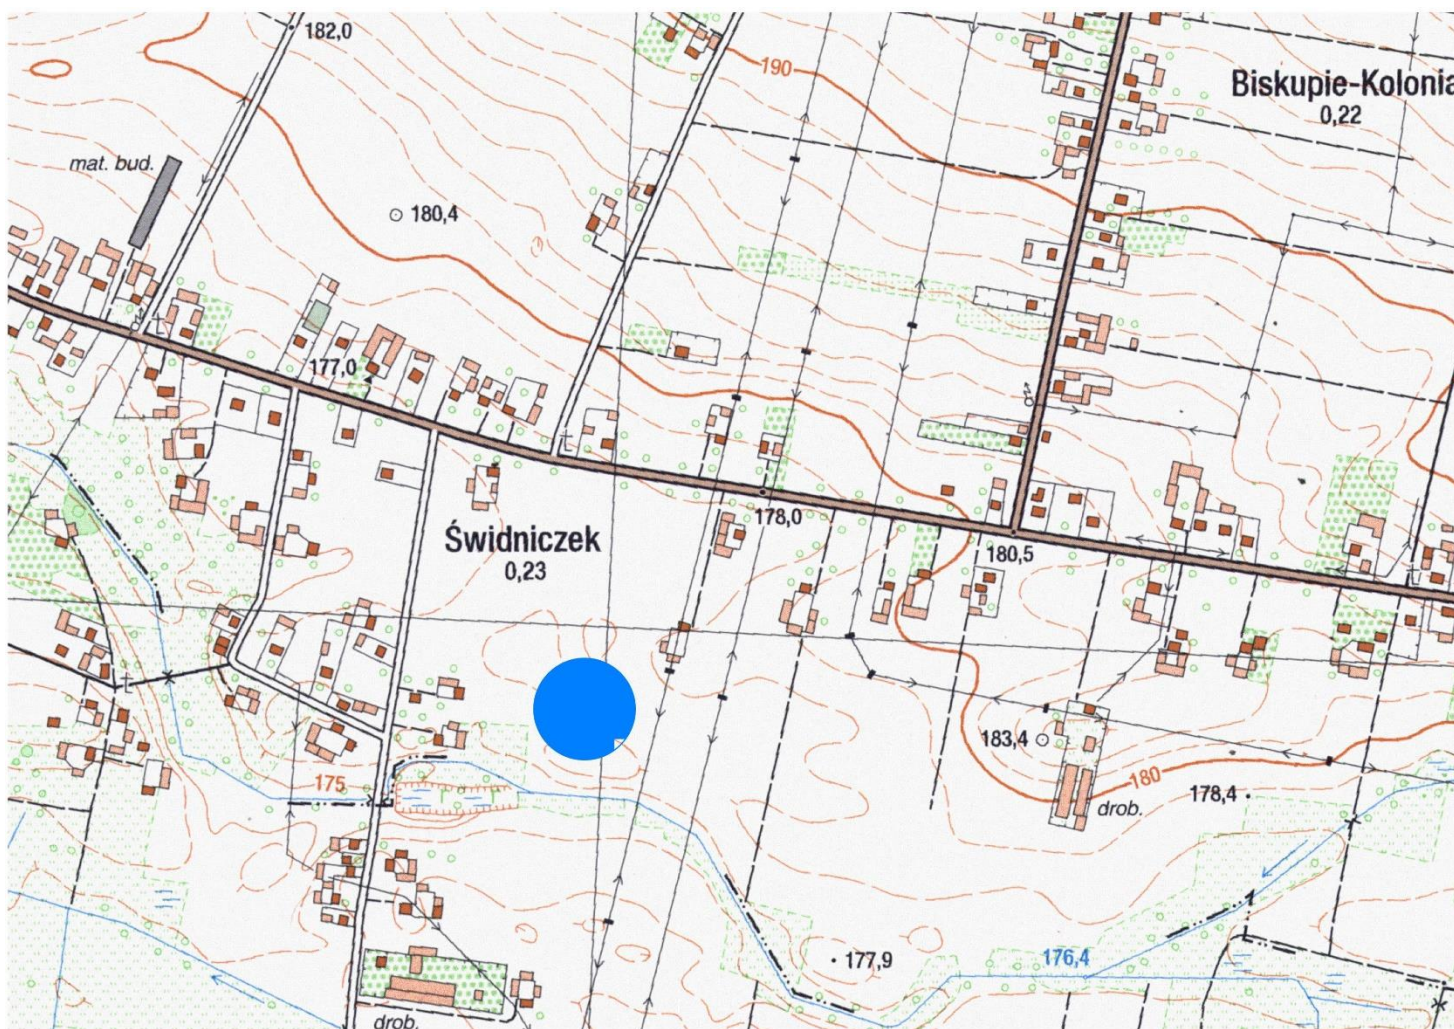 182,0
190
Biskupie-Kolonia
0,22
mat. bud.
180,4
177,0
178,0
Świdniczek
0,23
180,5
183,4
175
180
178,4
drob.
177,9
176,4
drob.